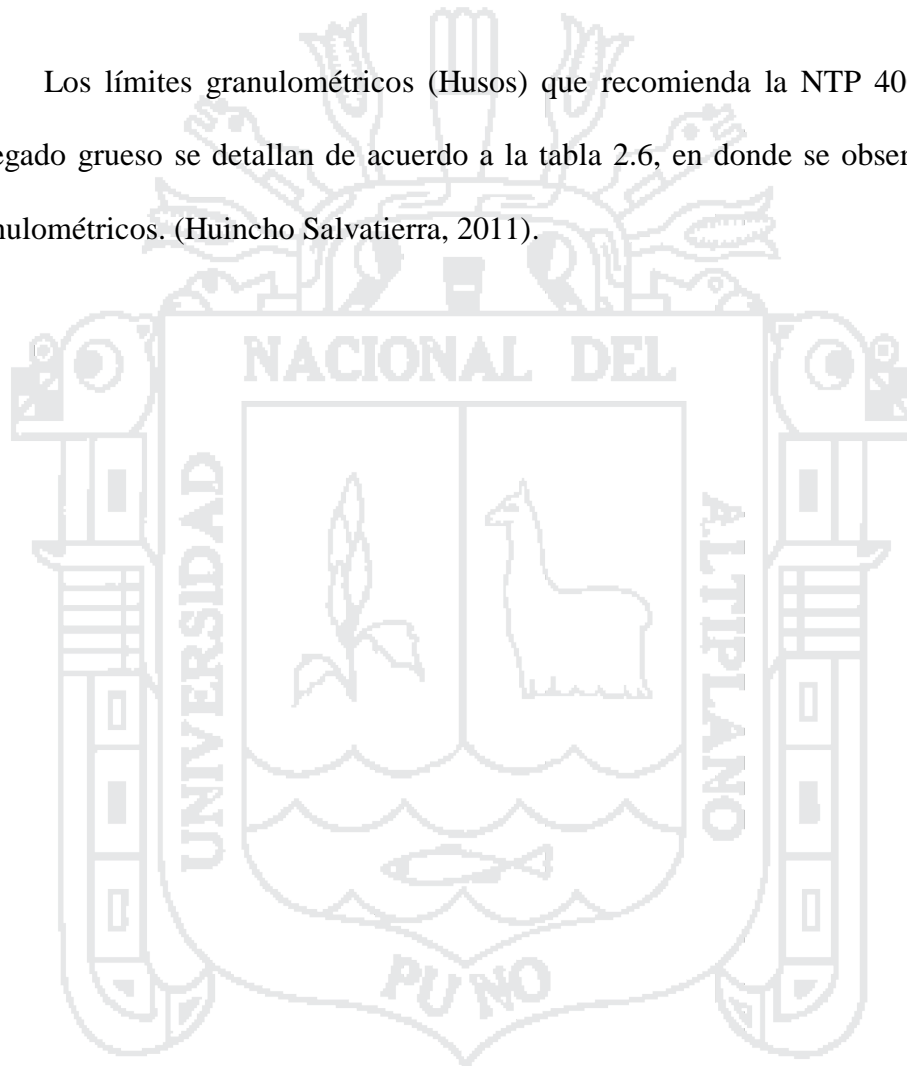 Los límites granulométricos (Husos) que recomienda la NTP 40
egado grueso se detallan de acuerdo a la tabla 2.6, en donde se obser
nulométricos. (Huincho Salvatierra, 2011).
NACIONAL DEL
UNIVERSIDAD
ALTIPLANO
PUNO